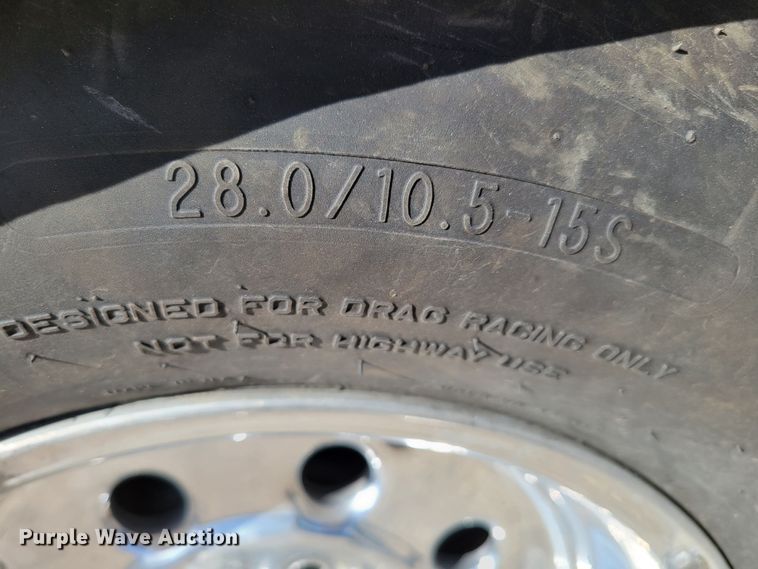 28.0/10.5-15S
DESIGNED FOR DRAG RACING ONLY
NOT FOR HIGHWAY USE
Purple Wave Auction®